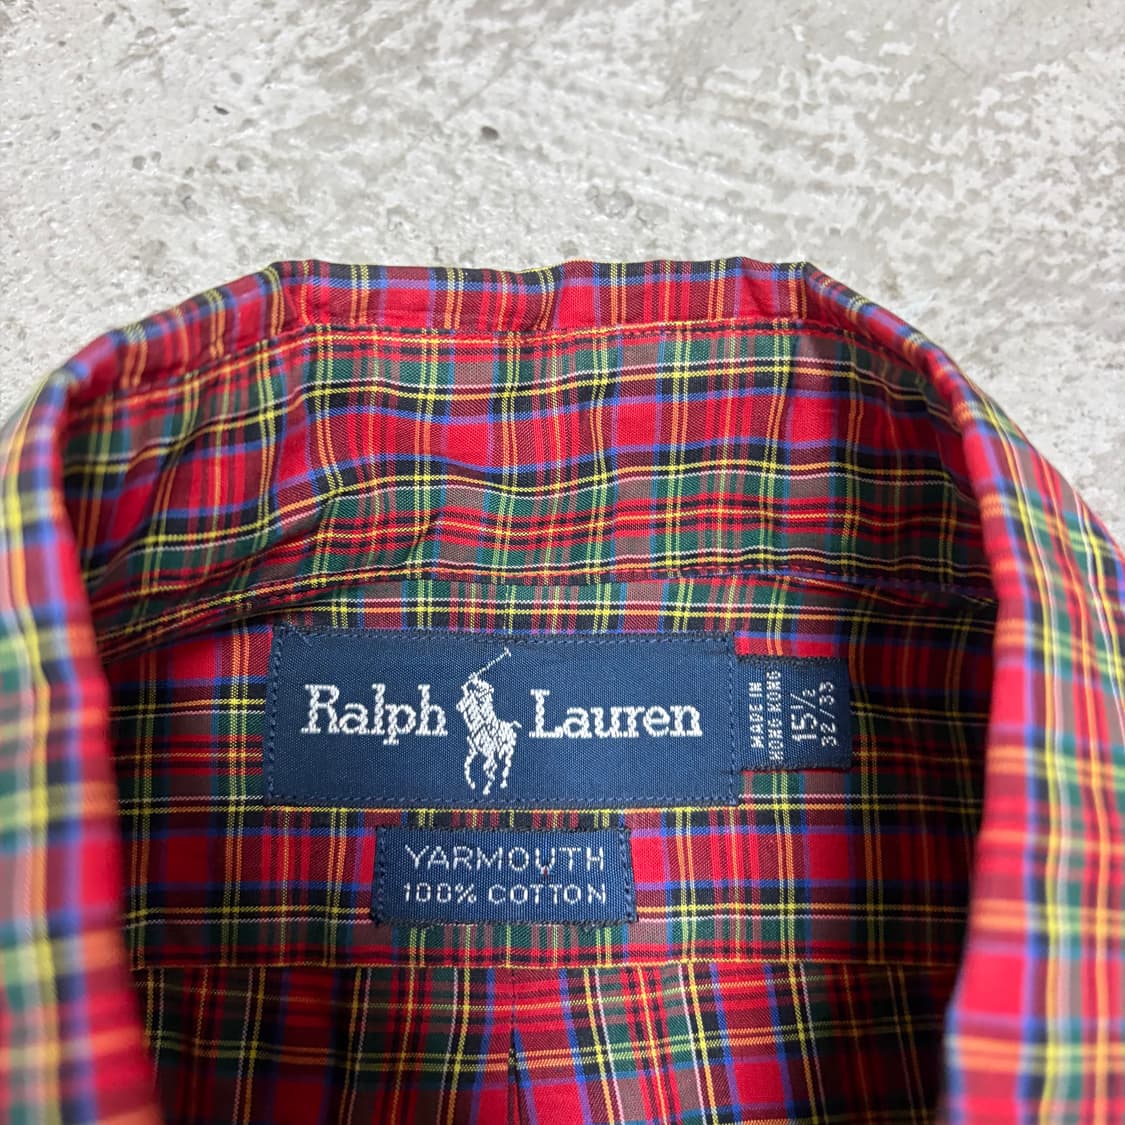 Ralph Lauren
MADE IN
HONG KONG
15½
32/33
YARMOUTH
100% COTTON